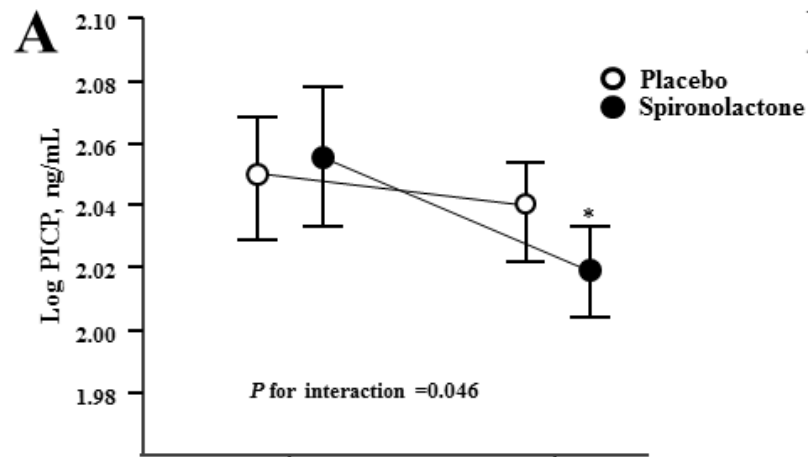 A
2.10
2.08
2.06
2.04
2.02
2.00
1.98
Log PICP, ng/mL
Placebo
Spironolactone
*
P for interaction =0.046